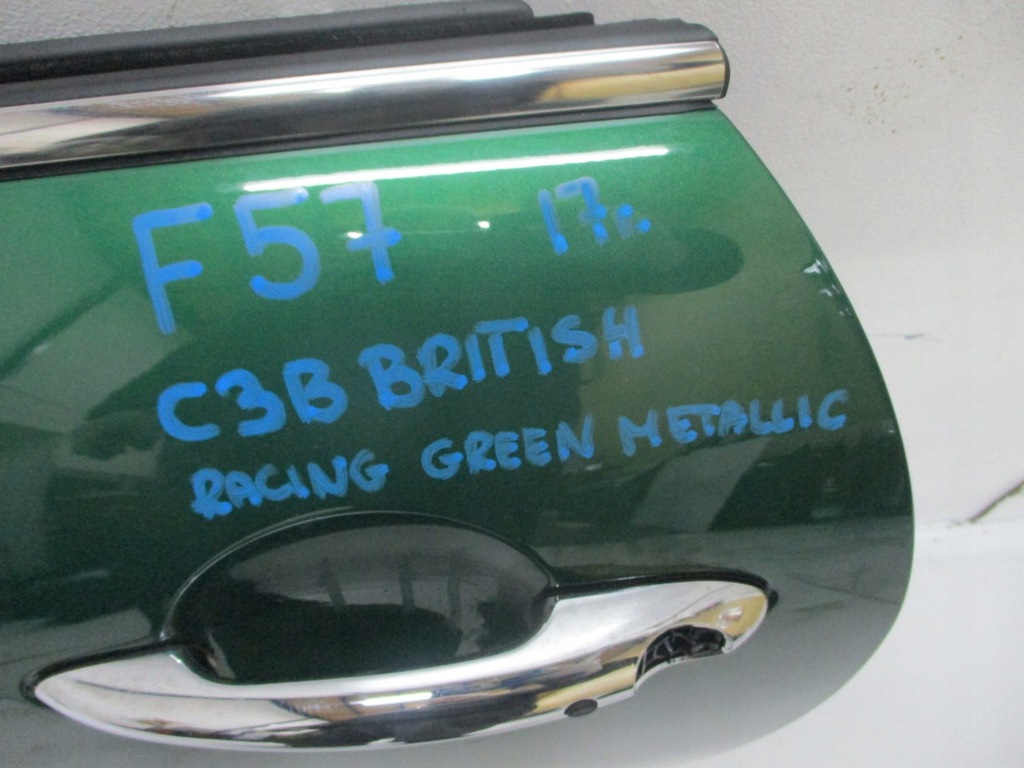 F57 17r.
C3B BRITISH
RACING GREEN METALLIC